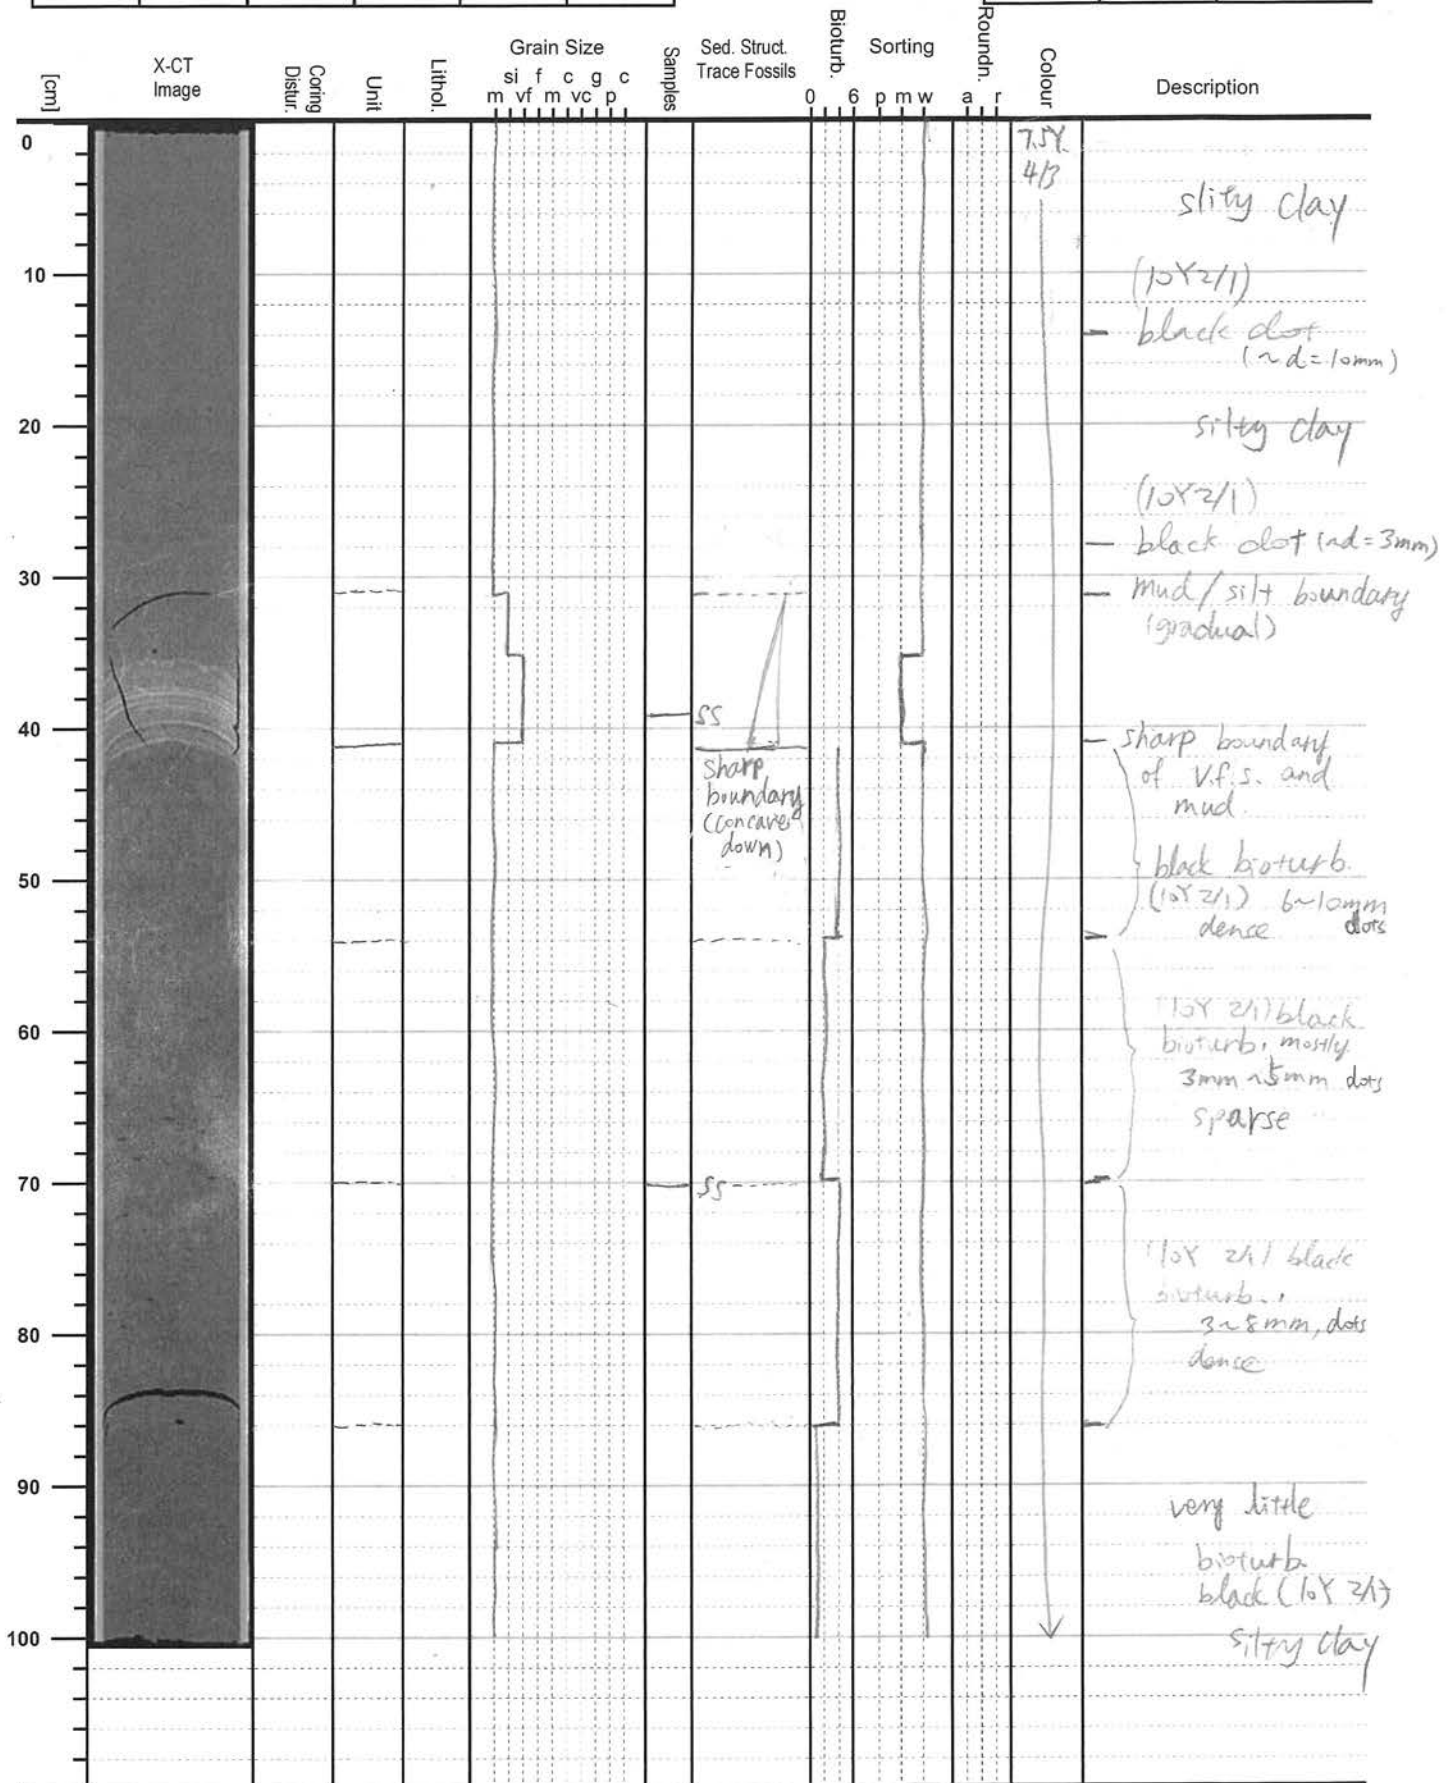 [cm]
X-CT
Image
Coring
Distur.
Unit
Lithol.
Grain Size
si f c g c
m vf m vc p
Samples
Sed. Struct.
Trace Fossils
Bioturb.
0 6
Sorting
p m w
Roundn.
a r
Colour
Description
0
7.5Y.
4/3
slity clay
10
(10Y2/1)
black dot
(~d=10mm)
20
silty clay
(10Y2/1)
black dot (~d=3mm)
30
Mud/silt boundary
(gradual)
SS
40
sharp boundary
of V.f.s. and
mud.
Sharp
boundary
(concave
down)
50
black bioturb.
(10Y 2/1) 6~10mm
dence dots
60
(10Y 2/1) black
bioturb, mostly
3mm~5mm dots
sparse
70
SS
(10Y 2/1) black
bioturb.,
3~8mm, dots
dence
80
90
very little
bioturb.
black (10Y 2/1)
100
silty clay